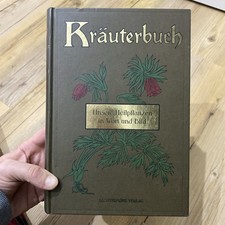 Kräuterbuch
Unsere Heilpflanzen
in Wort und Bild